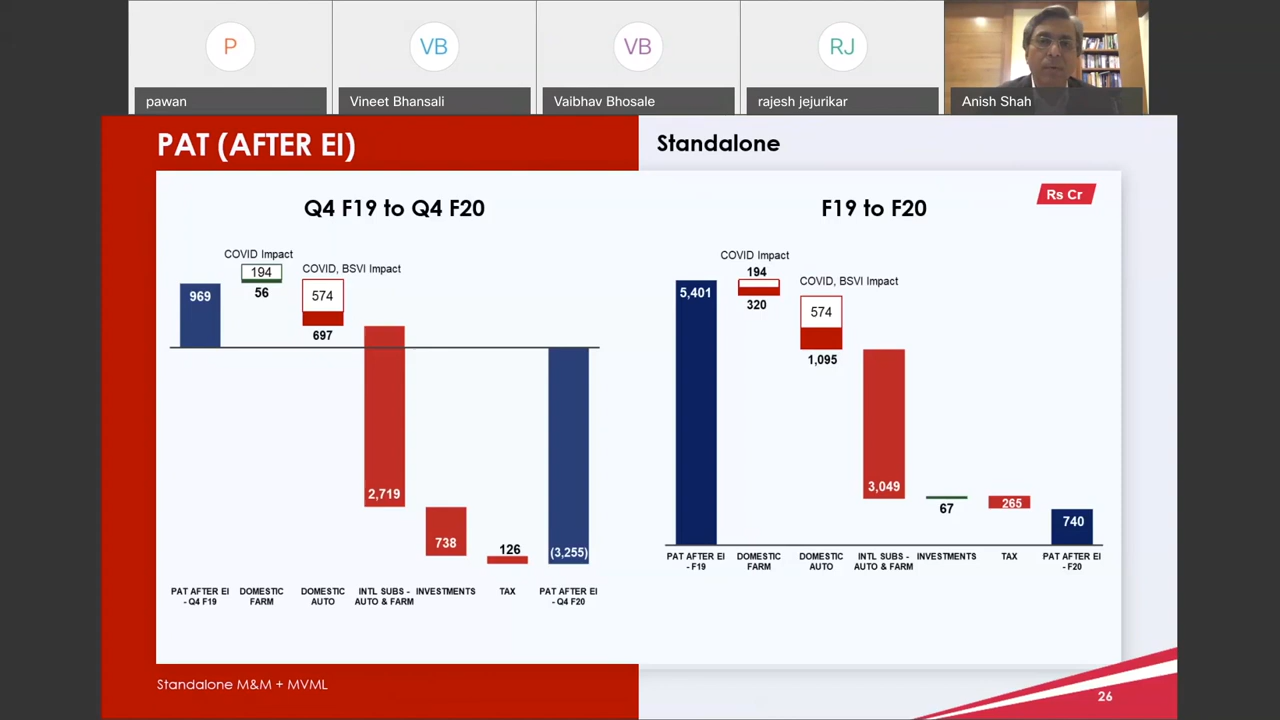 P
VB
VB
RJ
pawan
Vineet Bhansali
Vaibhav Bhosale
rajesh jejurikar
Anish Shah
PAT (AFTER EI)
Standalone
Rs Cr
Q4 F19 to Q4 F20
COVID Impact
194
56
COVID, BSVI Impact
574
697
969
2,719
738
126
(3,255)
PAT AFTER EI
- Q4 F19
DOMESTIC
FARM
DOMESTIC
AUTO
INTL SUBS -
AUTO & FARM
INVESTMENTS
TAX
PAT AFTER EI
- Q4 F20
F19 to F20
COVID Impact
194
320
COVID, BSVI Impact
574
1,095
5,401
3,049
67
265
740
PAT AFTER EI
- F19
DOMESTIC
FARM
DOMESTIC
AUTO
INTL SUBS -
AUTO & FARM
INVESTMENTS
TAX
PAT AFTER EI
- F20
Standalone M&M + MVML
26